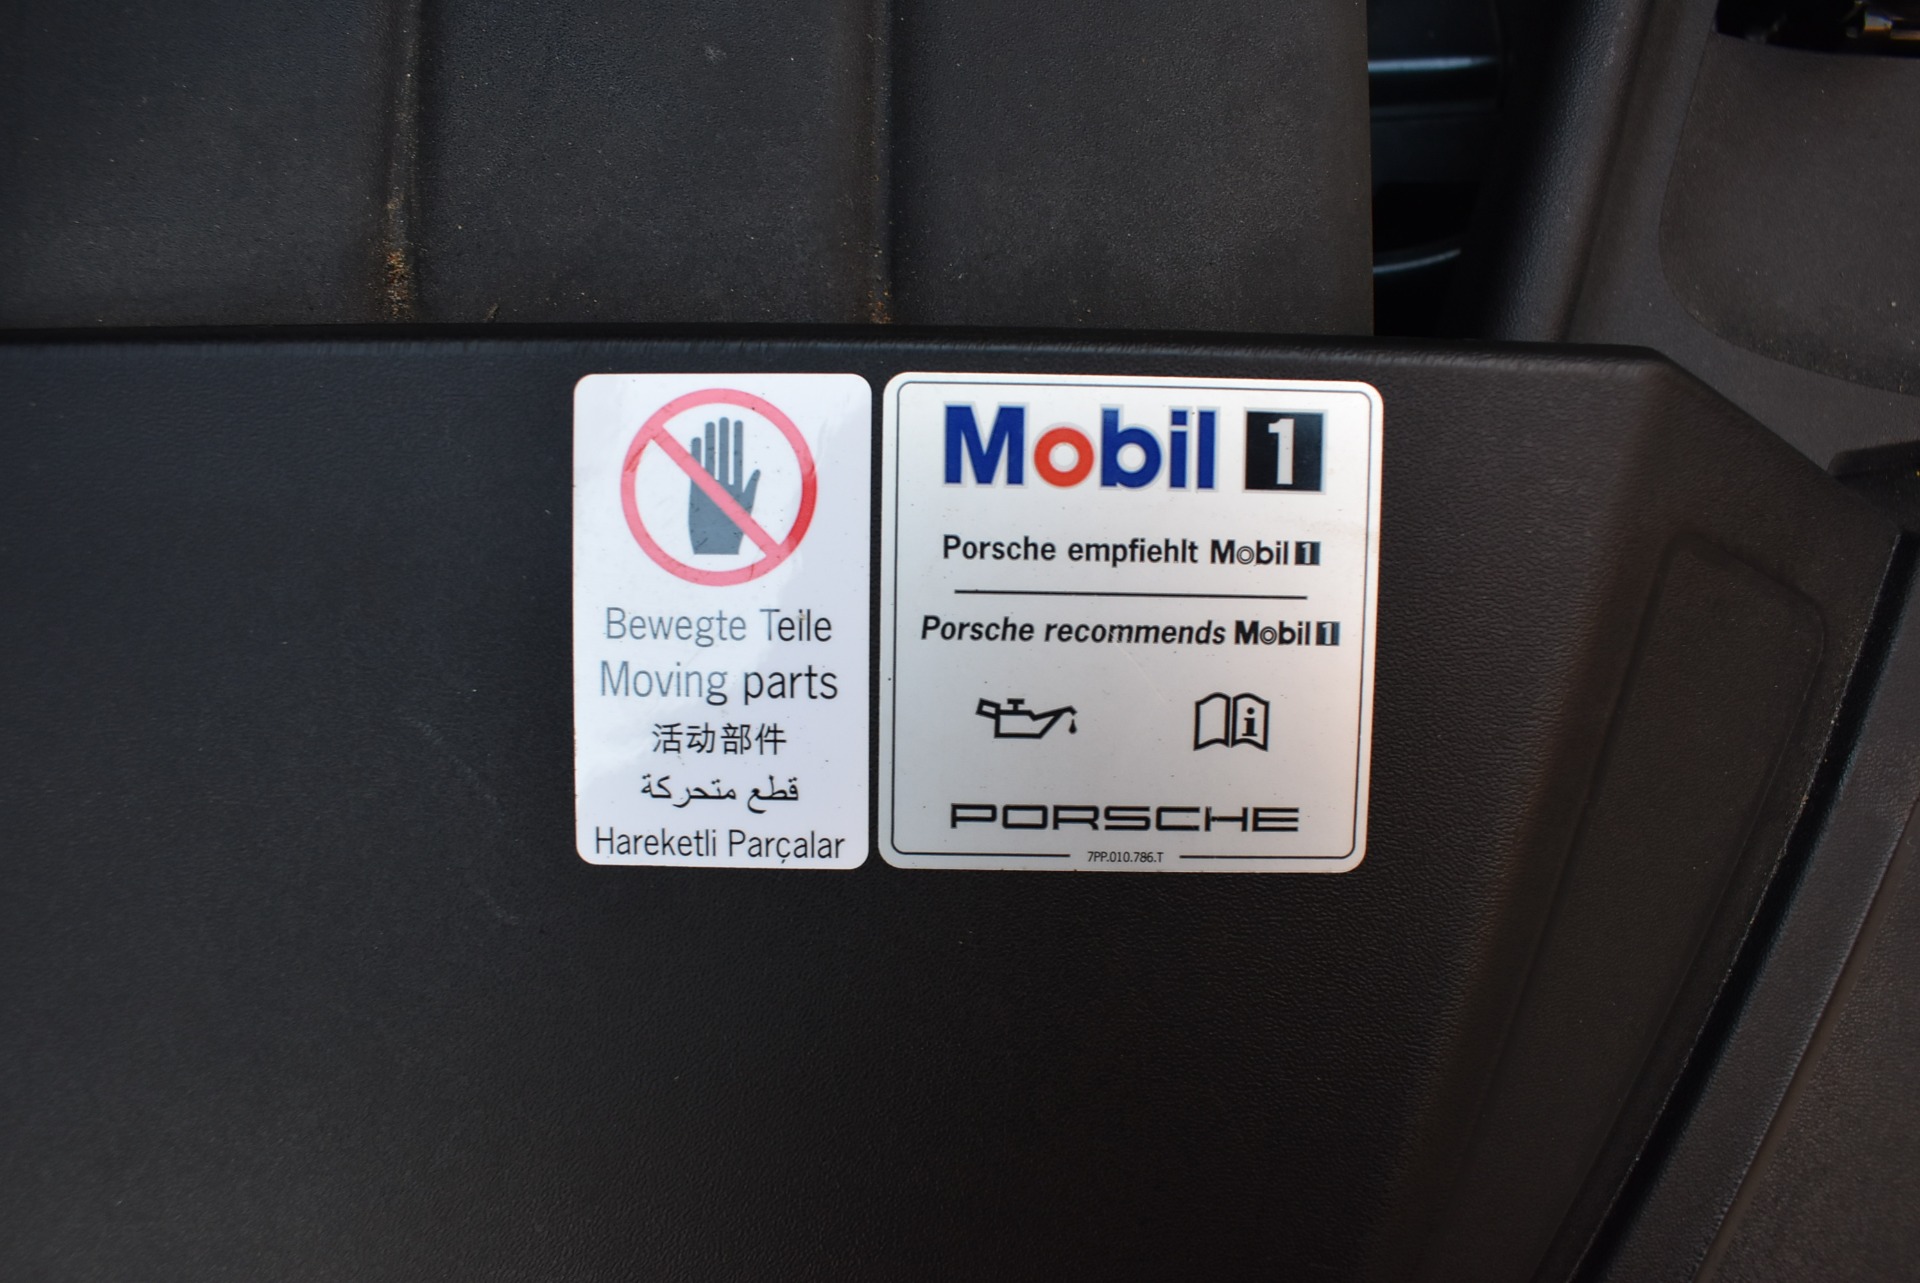 Bewegte Teile
Moving parts
活动部件
قطع متحركة
Hareketli Parçalar
Mobil 1
Porsche empfiehlt Mobil 1
Porsche recommends Mobil 1
PORSCHE
7PP.010.786.T